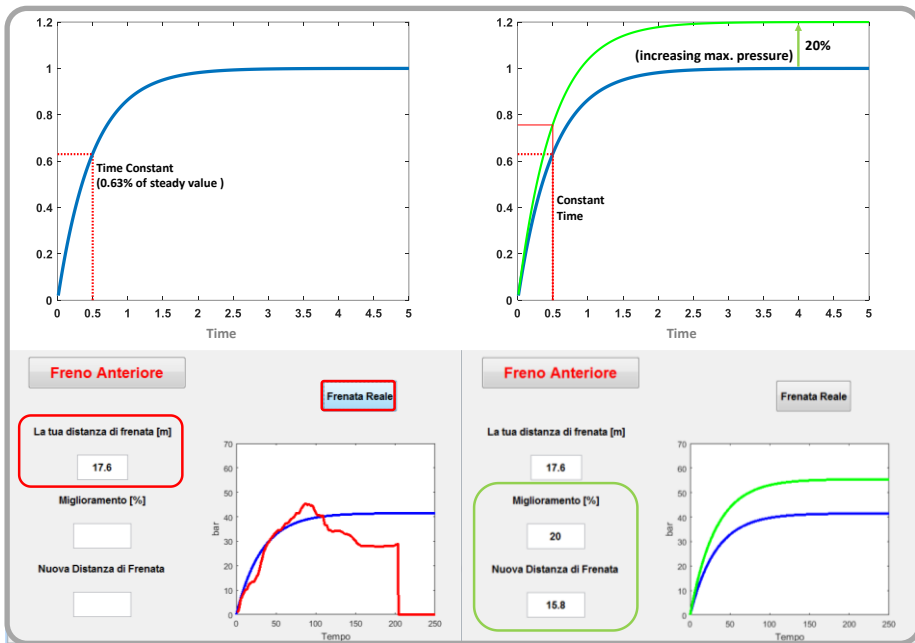 1.2
1
0.8
0.6
0.4
0.2
0
Time Constant
(0.63% of steady value )
0 0.5 1 1.5 2 2.5 3 3.5 4 4.5 5
Time
1.2
1
0.8
0.6
0.4
0.2
0
(increasing max. pressure)
20%
Constant
Time
0 0.5 1 1.5 2 2.5 3 3.5 4 4.5 5
Time
Freno Anteriore
Frenata Reale
La tua distanza di frenata [m]
17.6
Miglioramento [%]
Nuova Distanza di Frenata
70
60
50
40
30
20
10
0
bar
0 50 100 150 200 250
Tempo
Freno Anteriore
Frenata Reale
La tua distanza di frenata [m]
17.6
Miglioramento [%]
20
Nuova Distanza di Frenata
15.8
70
60
50
40
30
20
10
0
bar
0 50 100 150 200 250
Tempo